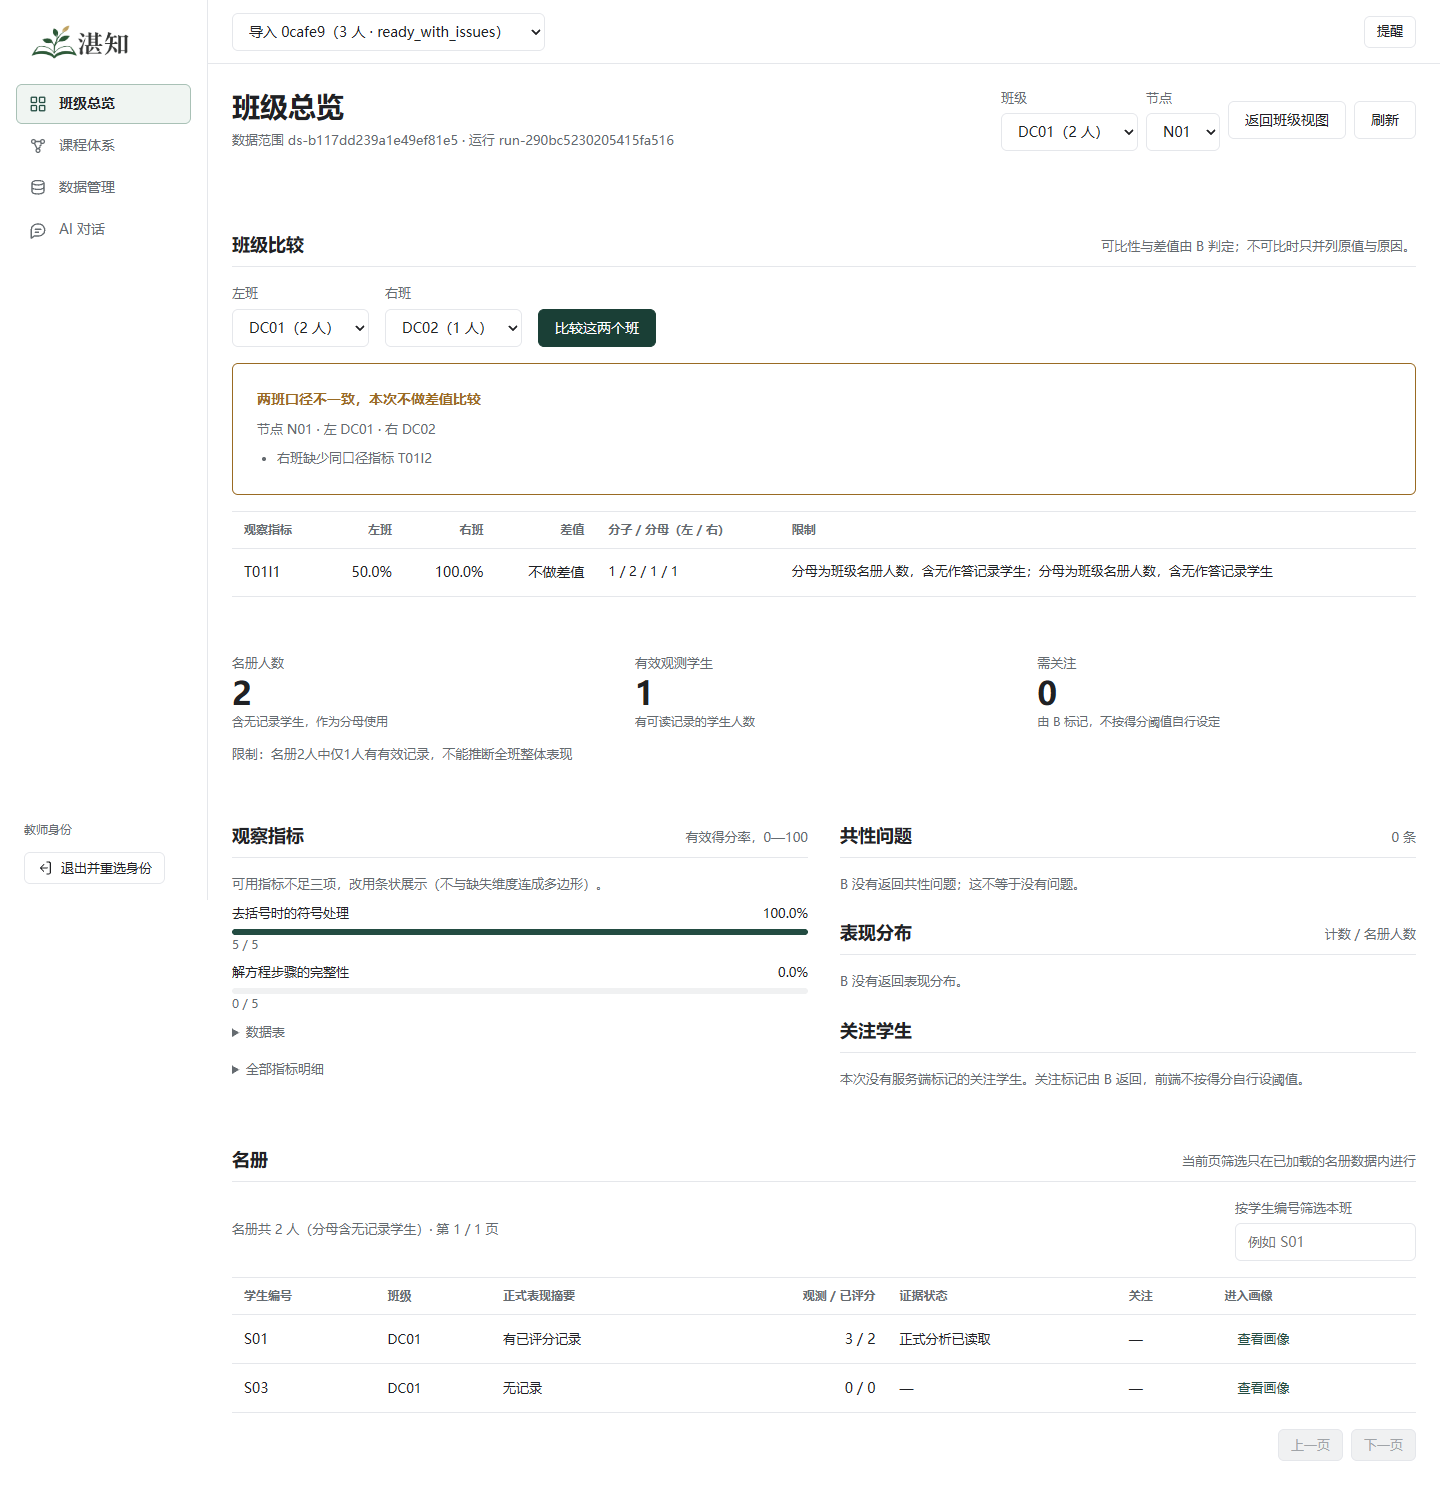 湛知
导入 0cafe9（3 人 · ready_with_issues）
提醒
班级总览
课程体系
数据管理
AI 对话
教师身份
退出并重选身份
班级总览
数据范围 ds-b117dd239a1e49ef81e5 · 运行 run-290bc5230205415fa516
班级
DC01（2 人）
节点
N01
返回班级视图
刷新
班级比较
可比性与差值由 B 判定；不可比时只并列原值与原因。
左班
DC01（2 人）
右班
DC02（1 人）
比较这两个班
两班口径不一致，本次不做差值比较
节点 N01 · 左 DC01 · 右 DC02
• 右班缺少同口径指标 T01I2
观察指标 左班 右班 差值 分子 / 分母（左 / 右） 限制
T01I1 50.0% 100.0% 不做差值 1 / 2 / 1 / 1 分母为班级名册人数，含无作答记录学生；分母为班级名册人数，含无作答记录学生
名册人数
2
含无记录学生，作为分母使用
有效观测学生
1
有可读记录的学生人数
需关注
0
由 B 标记，不按得分阈值自行设定
限制：名册2人中仅1人有有效记录，不能推断全班整体表现
观察指标
有效得分率，0—100
可用指标不足三项，改用条状展示（不与缺失维度连成多边形）。
去括号时的符号处理 100.0%
5 / 5
解方程步骤的完整性 0.0%
0 / 5
▶ 数据表
▶ 全部指标明细
共性问题
0 条
B 没有返回共性问题；这不等于没有问题。
表现分布
计数 / 名册人数
B 没有返回表现分布。
关注学生
本次没有服务端标记的关注学生。关注标记由 B 返回，前端不按得分自行设阈值。
名册
当前页筛选只在已加载的名册数据内进行
名册共 2 人（分母含无记录学生）· 第 1 / 1 页
按学生编号筛选本班
例如 S01
学生编号 班级 正式表现摘要 观测 / 已评分 证据状态 关注 进入画像
S01 DC01 有已评分记录 3 / 2 正式分析已读取 — 查看画像
S03 DC01 无记录 0 / 0 — — 查看画像
上一页
下一页